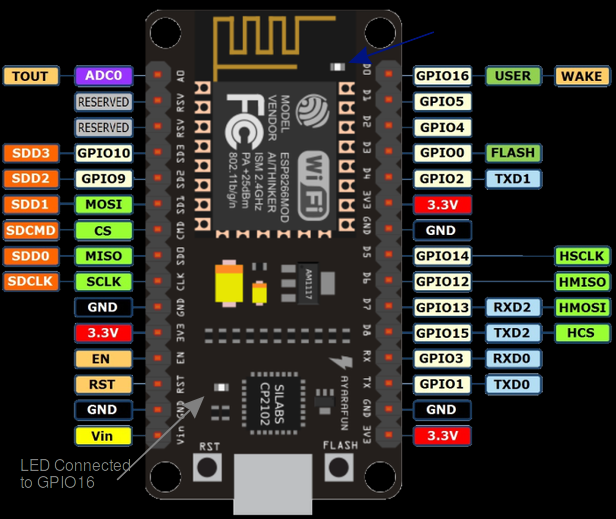 TOUT ADC0 A0 D0 GPIO16 USER WAKE
RESERVED RSV D1 GPIO5
RESERVED RSV D2 GPIO4
SDD3 GPIO10 SD3 D3 GPIO0 FLASH
SDD2 GPIO9 SD2 D4 GPIO2 TXD1
SDD1 MOSI SD1 3V3 3.3V
SDCMD CS CMD GND GND
SDD0 MISO SD0 D5 GPIO14 HSCLK
SDCLK SCLK CLK D6 GPIO12 HMISO
GND GND D7 GPIO13 RXD2 HMOSI
3.3V 3V3 D8 GPIO15 TXD2 HCS
EN EN RX GPIO3 RXD0
RST RST TX GPIO1 TXD0
GND GND GND GND
Vin Vin 3V3 3.3V
MODEL ESP8266MOD
VENDOR AITHINKER
ISM 2.4GHz
PA +25dBm
802.11b/g/n
FC
Wi Fi
AM1117
SILABS
CP2102
AYARAFUN
RST
FLASH
LED Connected
to GPIO16